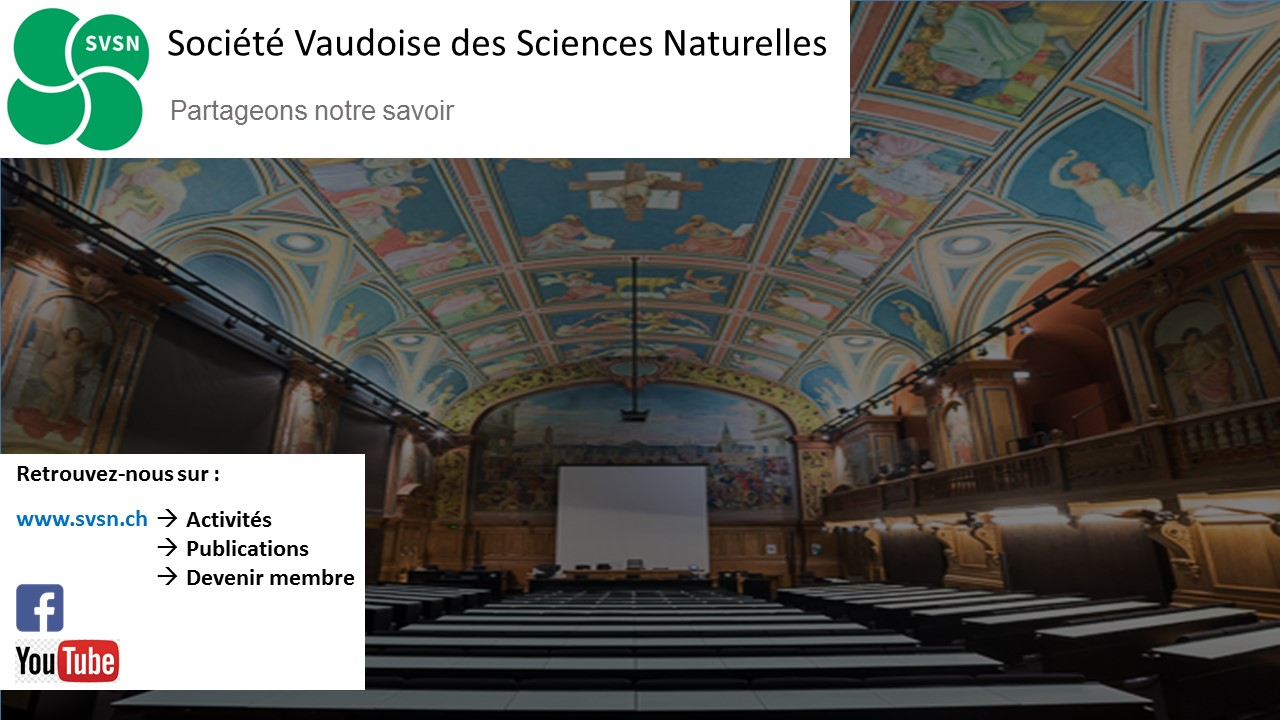 SVSN
Société Vaudoise des Sciences Naturelles
Partageons notre savoir
Retrouvez-nous sur :
www.svsn.ch → Activités
→ Publications
→ Devenir membre
f
YouTube